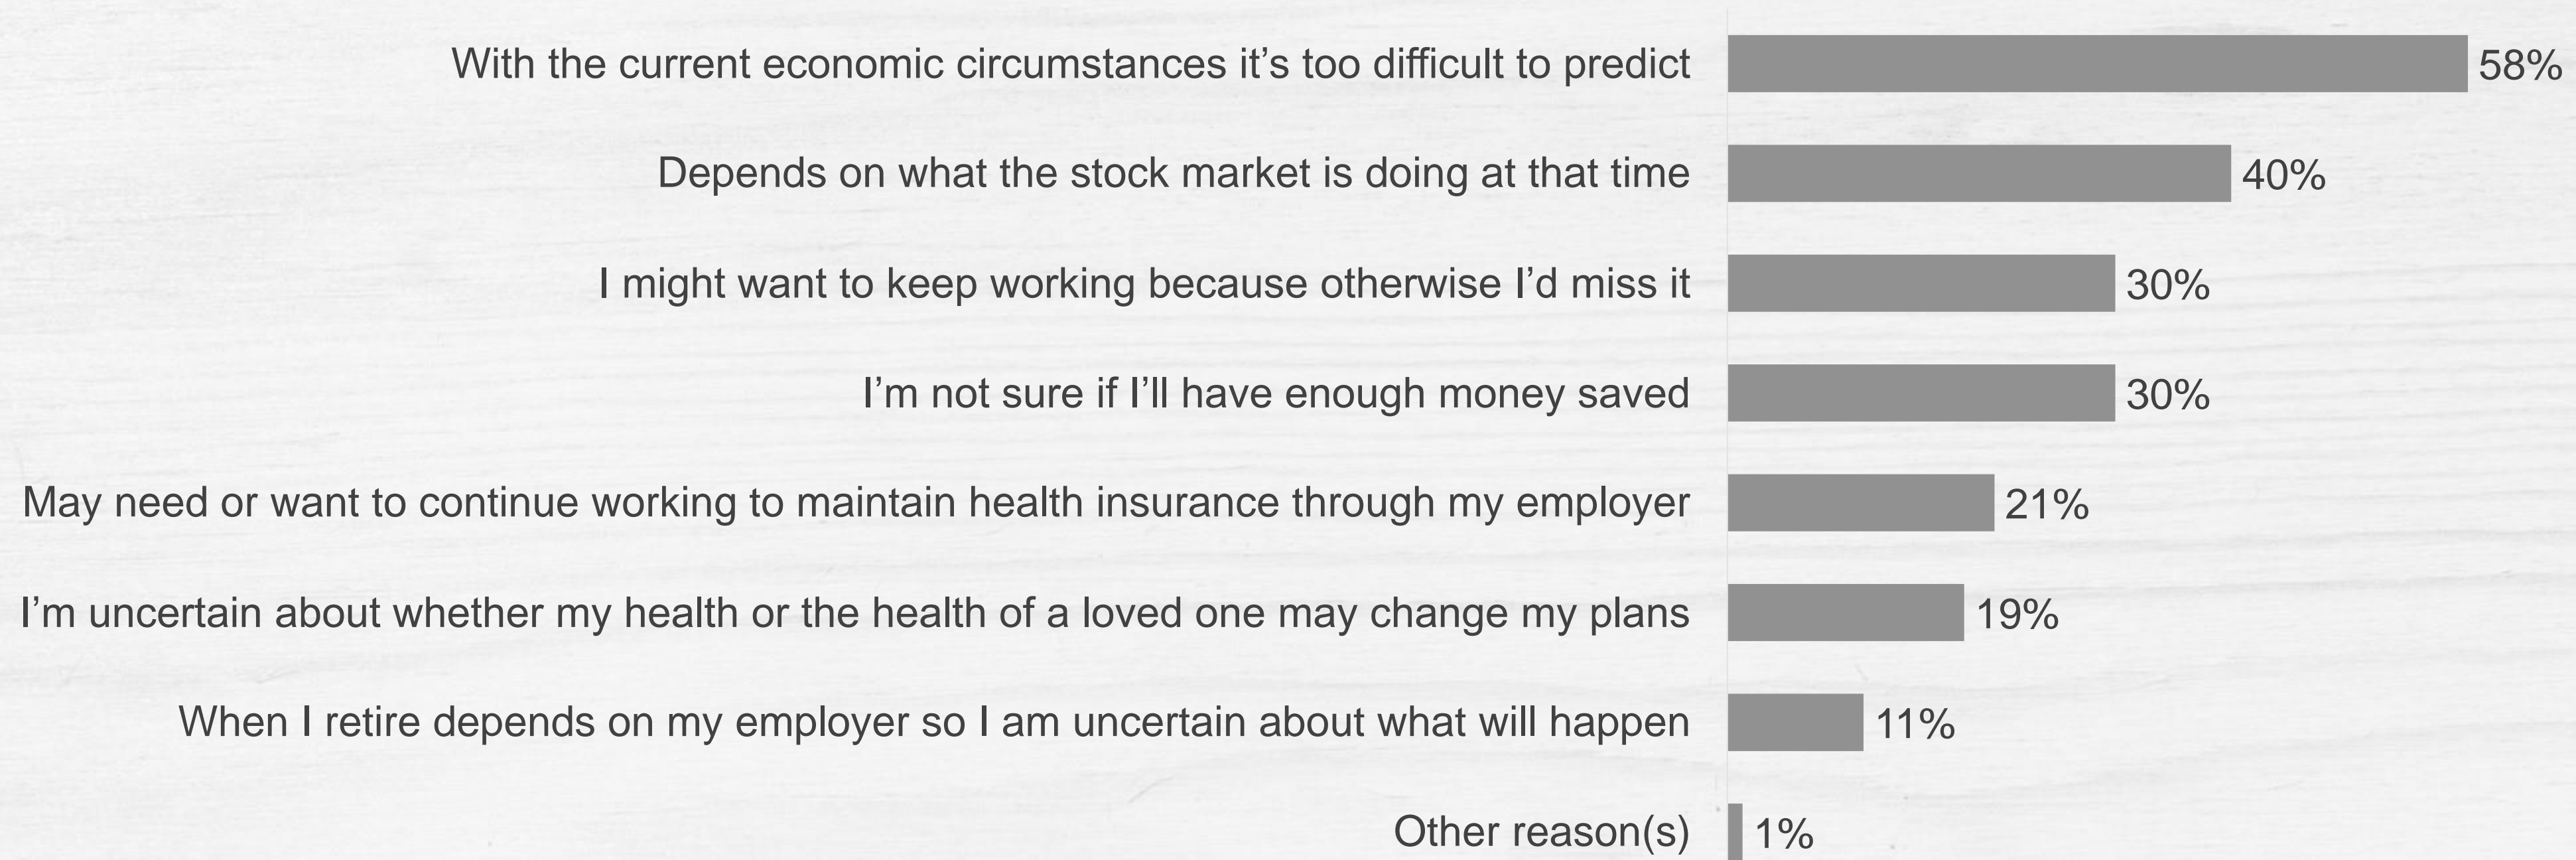 With the current economic circumstances it’s too difficult to predict 58%
Depends on what the stock market is doing at that time 40%
I might want to keep working because otherwise I’d miss it 30%
I’m not sure if I’ll have enough money saved 30%
May need or want to continue working to maintain health insurance through my employer 21%
I’m uncertain about whether my health or the health of a loved one may change my plans 19%
When I retire depends on my employer so I am uncertain about what will happen 11%
Other reason(s) 1%